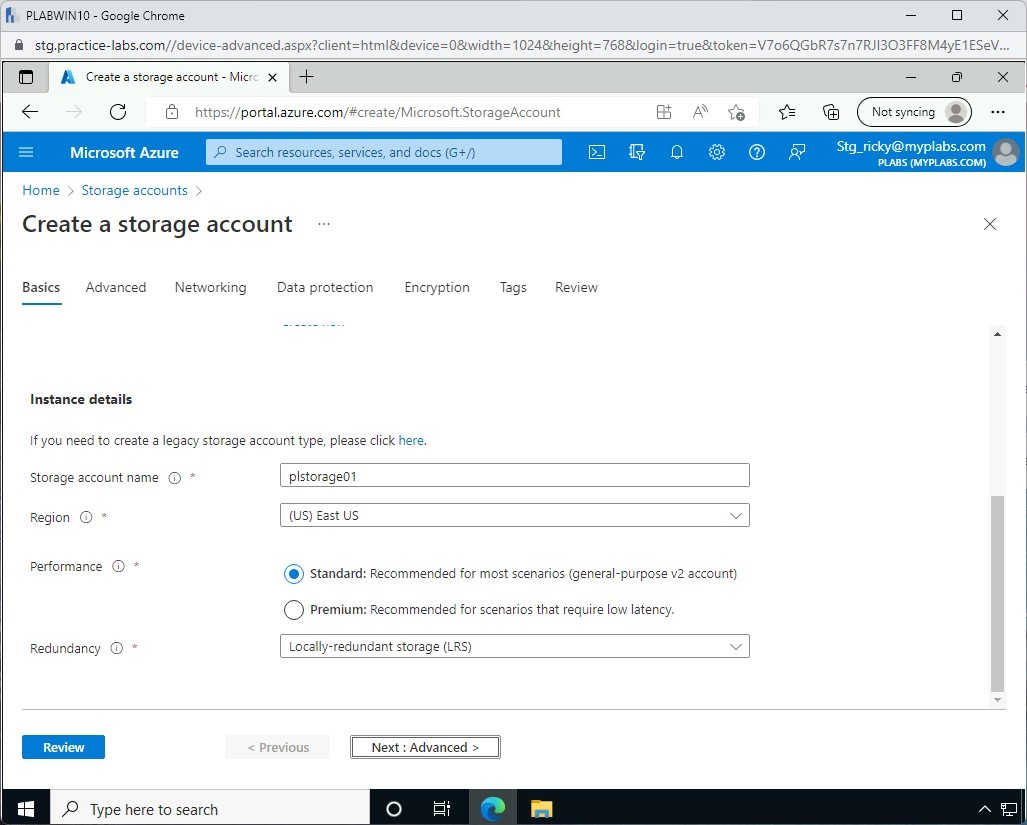 PLABWIN10 - Google Chrome
stg.practice-labs.com//device-advanced.aspx?client=html&device=0&width=1024&height=768&login=true&token=V7o6QGbR7s7n7RJI3O3FF8M4yE1ESeV...
Create a storage account - Micro
https://portal.azure.com/#create/Microsoft.StorageAccount
Not syncing
Microsoft Azure
Search resources, services, and docs (G+/)
Stg_ricky@myplabs.com
PLABS (MYPLABS.COM)
Home > Storage accounts >
Create a storage account ...
Basics Advanced Networking Data protection Encryption Tags Review
Instance details
If you need to create a legacy storage account type, please click here.
Storage account name * plstorage01
Region * (US) East US
Performance * Standard: Recommended for most scenarios (general-purpose v2 account)
Premium: Recommended for scenarios that require low latency.
Redundancy * Locally-redundant storage (LRS)
Review < Previous Next : Advanced >
Type here to search